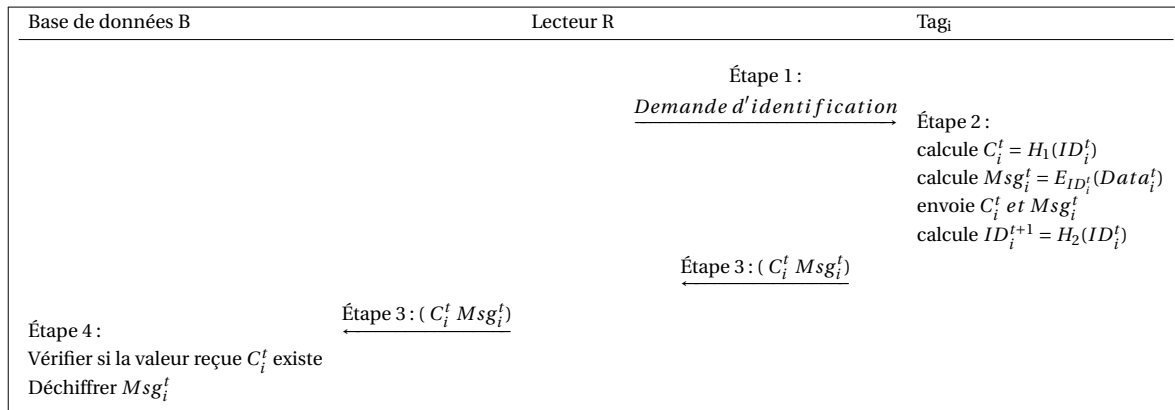 Base de données B Lecteur R Tagᵢ
Étape 1 :
Demande d'identification
Étape 2 :
calcule $C_i^t = H_1(ID_i^t)$
calcule $Msg_i^t = E_{ID_i^t}(Data_i^t)$
envoie $C_i^t$ et $Msg_i^t$
calcule $ID_i^{t+1} = H_2(ID_i^t)$
Étape 3 : ( $C_i^t$ $Msg_i^t$)
Étape 3 : ( $C_i^t$ $Msg_i^t$)
Étape 4 :
Vérifier si la valeur reçue $C_i^t$ existe
Déchiffrer $Msg_i^t$